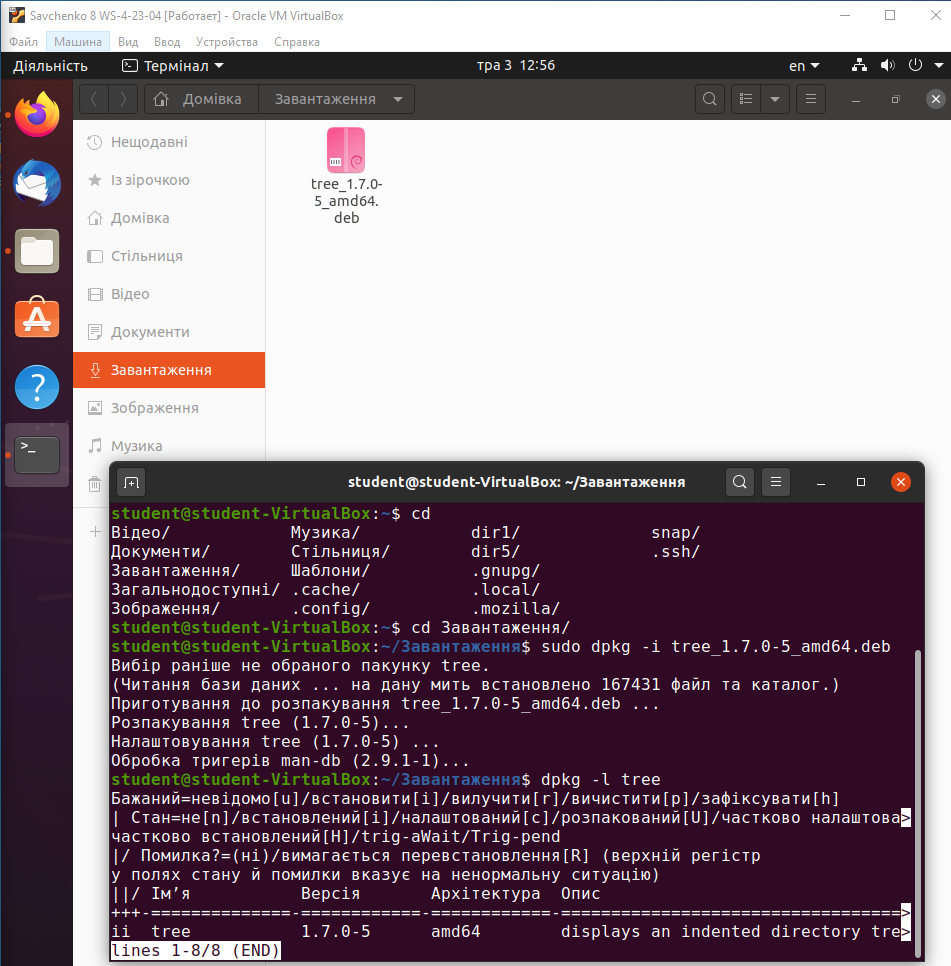 Savchenko 8 WS-4-23-04 [Работает] - Oracle VM VirtualBox
Файл Машина Вид Ввод Устройства Справка
Діяльність Термінал тра 3 12:56 en
Домівка Завантаження
Нещодавні
Із зірочкою
Домівка
Стільниця
Відео
Документи
Завантаження
Зображення
Музика
tree_1.7.0-
5_amd64.
deb
student@student-VirtualBox: ~/Завантаження
student@student-VirtualBox:~$ cd
Відео/ Музика/ dir1/ snap/
Документи/ Стільниця/ dir5/ .ssh/
Завантаження/ Шаблони/ .gnupg/
Загальнодоступні/ .cache/ .local/
Зображення/ .config/ .mozilla/
student@student-VirtualBox:~$ cd Завантаження/
student@student-VirtualBox:~/Завантаження$ sudo dpkg -i tree_1.7.0-5_amd64.deb
Вибір раніше не обраного пакунку tree.
(Читання бази даних ... на дану мить встановлено 167431 файл та каталог.)
Приготування до розпакування tree_1.7.0-5_amd64.deb ...
Розпакування tree (1.7.0-5)...
Налаштовування tree (1.7.0-5) ...
Обробка тригерів man-db (2.9.1-1)...
student@student-VirtualBox:~/Завантаження$ dpkg -l tree
Бажаний=невідомо[u]/встановити[i]/вилучити[r]/вичистити[p]/зафіксувати[h]
| Стан=не[n]/встановлений[i]/налаштований[c]/розпакований[U]/частково налаштова>
частково встановлений[H]/trig-aWait/Trig-pend
|/ Помилка?=(ні)/вимагається перевстановлення[R] (верхній регістр
у полях стану й помилки вказує на ненормальну ситуацію)
||/ Ім’я Версія Архітектура Опис
+++-==============-============-============-==================================>
ii tree 1.7.0-5 amd64 displays an indented directory tre>
lines 1-8/8 (END)